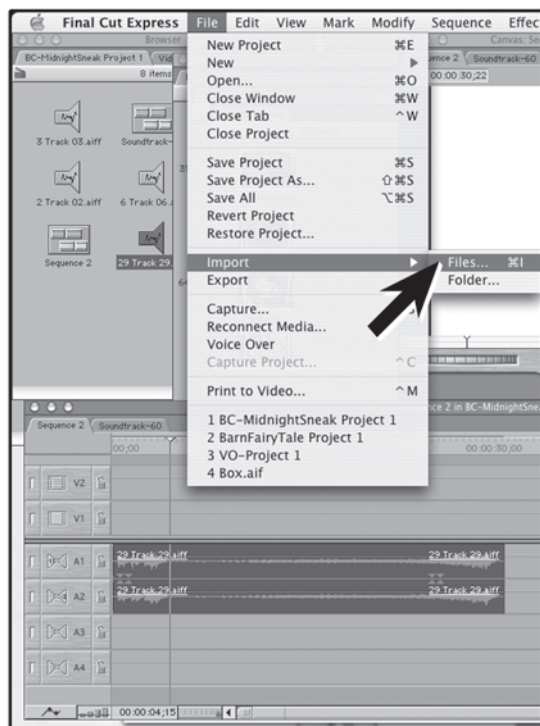 Final Cut Express File Edit View Mark Modify Sequence Effec
Browser
Canvas: Se
BC-MidnightSneak Project 1 Vid
ence 2 Soundtrack-60
8 items
00:00:30;22
3 Track 03.aiff Soundtrack-
2 Track 02.aiff 6 Track 06.
Sequence 2 29 Track 29.
New Project ⌘E
New
Open... ⌘O
Close Window ⌘W
Close Tab ^W
Close Project
Save Project ⌘S
Save Project As... ⇧⌘S
Save All ⌥⌘S
Revert Project
Restore Project...
Import
Files... ⌘I
Export
Folder...
Capture...
Reconnect Media...
Voice Over
Capture Project... ^C
Print to Video... ^M
1 BC-MidnightSneak Project 1
2 BarnFairyTale Project 1
3 VO-Project 1
4 Box.aif
nce 2 in BC-MidnightSne
Sequence 2 Soundtrack-60
00;00 00:00:30;00
V2
V1
A1 29 Track 29.aiff 29 Track 29.aiff
A2 29 Track 29.aiff 29 Track 29.aiff
A3
A4
00:00:04;15